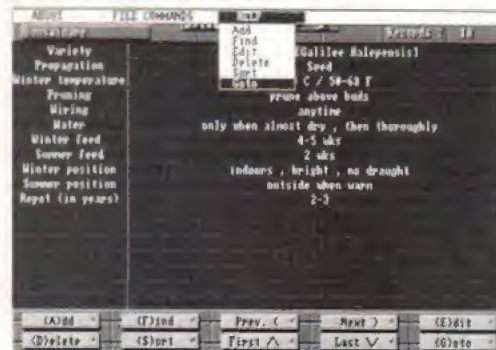 ABOUT FILE COMMANDS
Add
Find
Edit
Delete
Sort
Goto
Records : 18
Variety [Galilee Halepensis]
Propagation Seed
Winter temperature C / 50-60 F
Pruning prune above buds
Wiring anytime
Water only when almost dry , then thoroughly
Winter feed 4-5 wks
Summer feed 2 wks
Winter position indoors , bright , no draught
Summer position outside when warm
Repot (in years) 2-3
(A)dd (F)ind Prev. < Next > (E)dit
(D)elete (S)ort First /\ Last \/ (G)oto